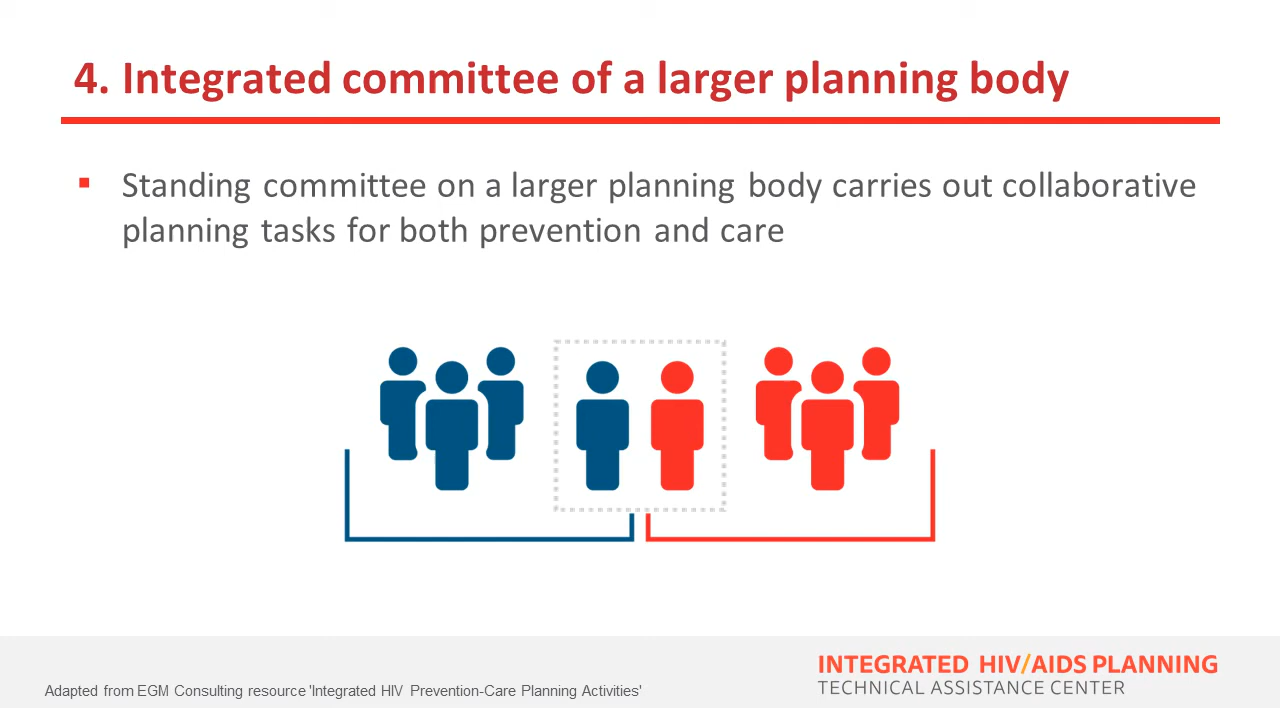 4. Integrated committee of a larger planning body
▪ Standing committee on a larger planning body carries out collaborative
planning tasks for both prevention and care
Adapted from EGM Consulting resource 'Integrated HIV Prevention-Care Planning Activities'
INTEGRATED HIV/AIDS PLANNING
TECHNICAL ASSISTANCE CENTER